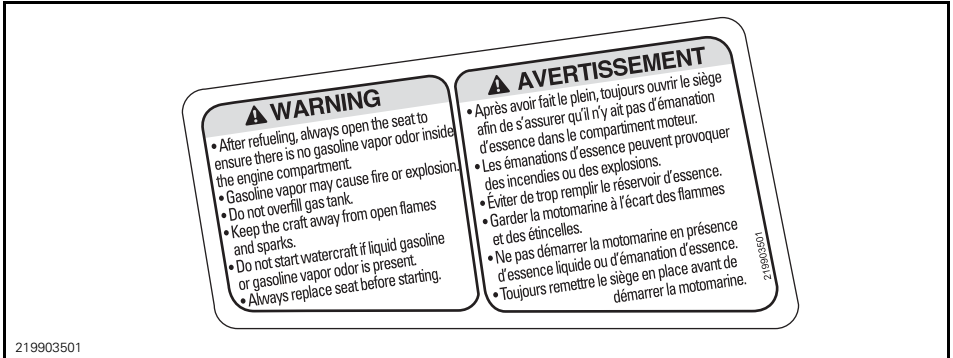 ⚠ WARNING
• After refueling, always open the seat to
ensure there is no gasoline vapor odor inside
the engine compartment.
• Gasoline vapor may cause fire or explosion.
• Do not overfill gas tank.
• Keep the craft away from open flames
and sparks.
• Do not start watercraft if liquid gasoline
or gasoline vapor odor is present.
• Always replace seat before starting.
⚠ AVERTISSEMENT
• Après avoir fait le plein, toujours ouvrir le siège
afin de s'assurer qu'il n'y ait pas d'émanation
d'essence dans le compartiment moteur.
• Les émanations d'essence peuvent provoquer
des incendies ou des explosions.
• Éviter de trop remplir le réservoir d'essence.
• Garder la motomarine à l'écart des flammes
et des étincelles.
• Ne pas démarrer la motomarine en présence
d'essence liquide ou d'émanation d'essence.
• Toujours remettre le siège en place avant de
démarrer la motomarine.
219903501
219903501